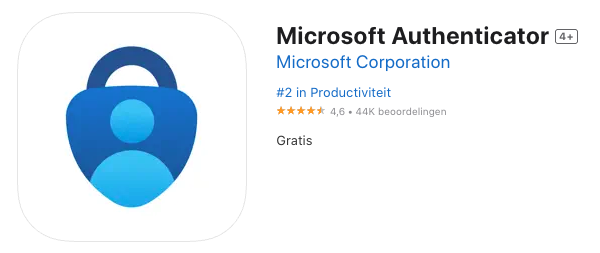 Microsoft Authenticator 4+
Microsoft Corporation
#2 in Productiviteit
4,6 • 44K beoordelingen
Gratis